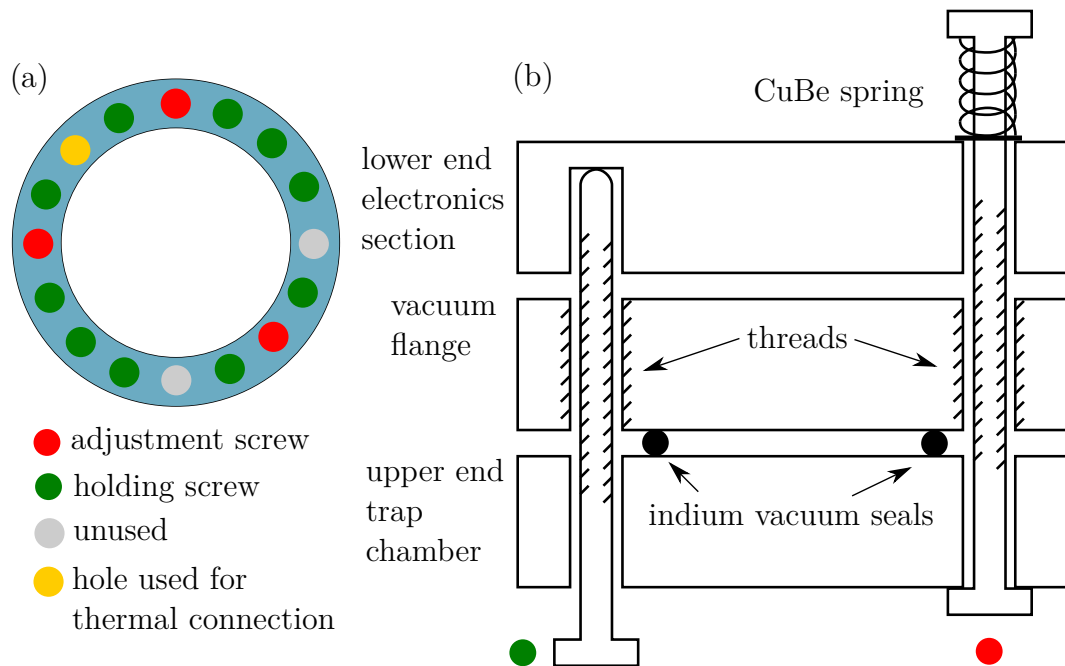 (a)
adjustment screw
holding screw
unused
hole used for
thermal connection
(b)
CuBe spring
lower end
electronics
section
vacuum
flange
threads
upper end
trap
chamber
indium vacuum seals